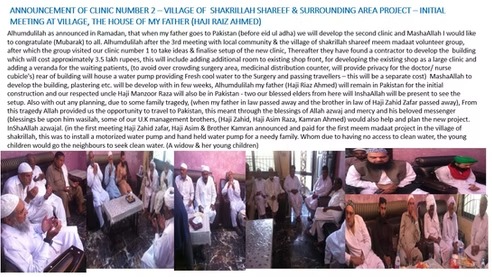 ANNOUNCEMENT OF CLINIC NUMBER 2 – VILLAGE OF SHAKRILLAH SHAREEF & SURROUNDING AREA PROJECT – INITIAL
MEETING AT VILLAGE, THE HOUSE OF MY FATHER (HAJI RAIZ AHMED)
Alhumdulilah as announced in Ramadan, that when my father goes to Pakistan (before eid ul adha) we will develop the second clinic and MashaAllah I would like
to congratulate (Mubarak) to all. Alhumdulilah after the 3rd meeting with local community & the village of shakrillah shareef meem madaat volunteer group,
after which the group visited our clinic number 1 to take ideas & finalise setup of the new clinic, Thereafter they have found a contractor to develop the building
which will cost approximately 3.5 lakh rupees, this will include adding additional room to existing shop front, for developing the existing shop as a large clinic and
adding a veranda for the waiting patients, (to avoid over crowding surgery area, medicinal distribution counter, will provide privacy for the doctor/ nurse
cubicle's) rear of building will house a water pump providing Fresh cool water to the Surgery and passing travellers – this will be a separate cost) MashaAllah to
develop the building, plastering etc. will be develop with in few weeks, Alhumdulilah my father (Haji Riaz Ahmed) will remain in Pakistan for the initial
construction and our respected uncle Haji Manzoor Raza will also be in Pakistan - two our blessed elders from here will InshAllah will be present to see the
setup. Also with out any planning, due to some family tragedy, (when my father in law passed away and the brother in law of Haji Zahid Zafar passed away), From
this tragedy Allah provided us the opportunity to travel to Pakistan, this meant through the blessings of Allah azwaj and mercy and his beloved messenger
(blessings be upon him wasilah, some of our U.K management brothers, (Haji Zahid, Haji Asim Raza, Kamran Ahmed) would also help and plan the new project.
InShAllah azwajal. (in the first meeting Haji Zahid zafar, Haji Asim & Brother Kamran announced and paid for the first meem madaat project in the village of
shakrillah, this was to install a motorized water pump and hand held water pump for a needy family. Whom due to having no access to clean water, the young
children would go the neighbours to seek clean water. (A widow & her young children)